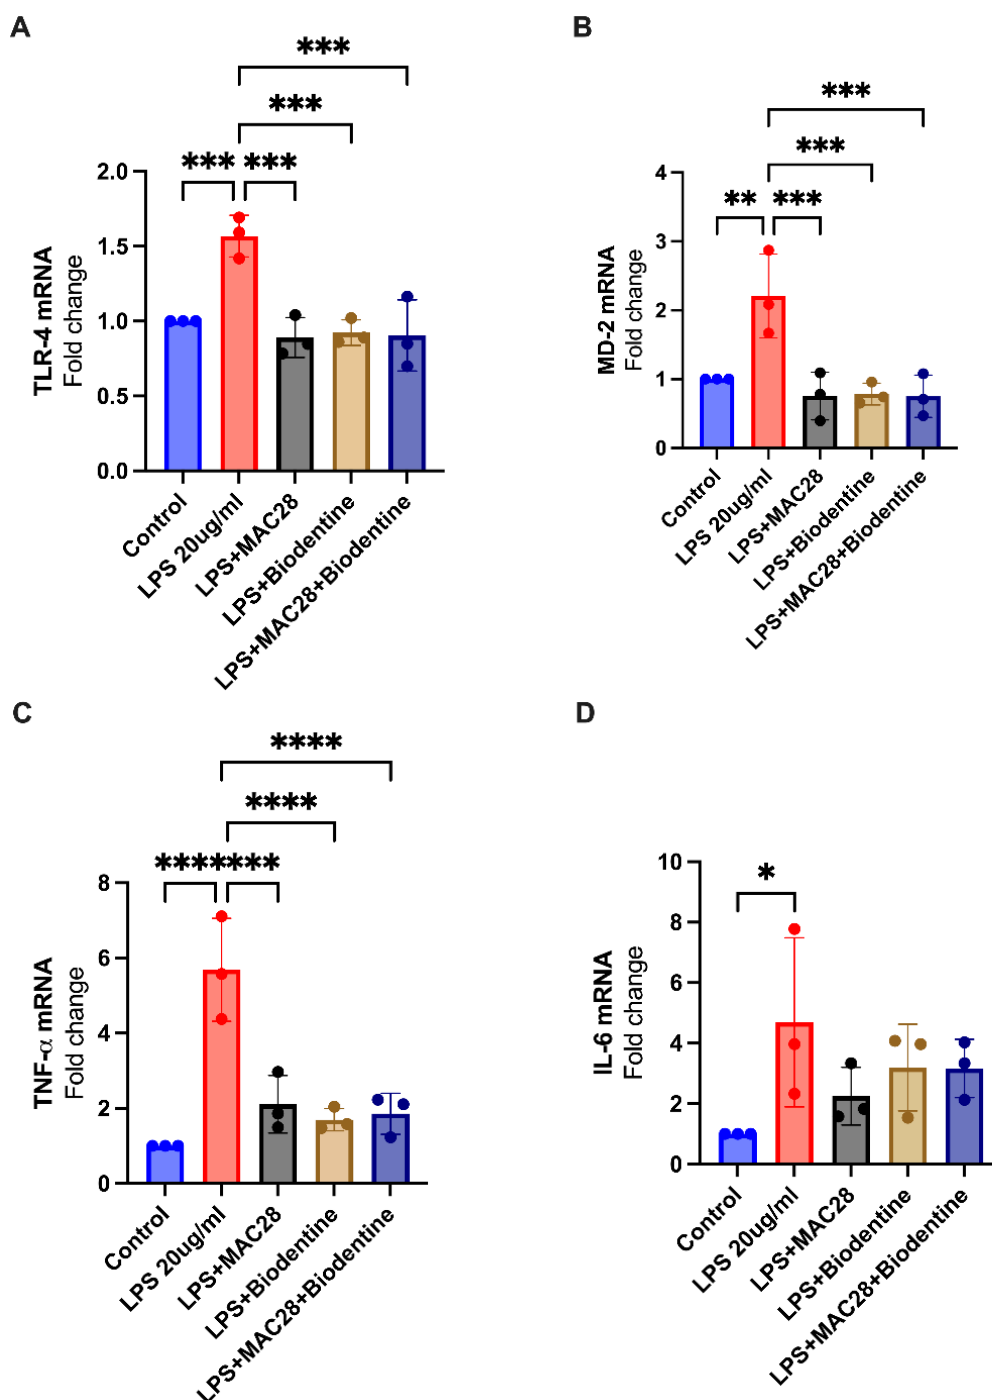 A
***
***
*** ***
TLR-4 mRNA
Fold change
2.0
1.5
1.0
0.5
0.0
Control
LPS 20ug/ml
LPS+MAC28
LPS+Biodentine
LPS+MAC28+Biodentine
B
***
***
** ***
MD-2 mRNA
Fold change
4
3
2
1
0
Control
LPS 20ug/ml
LPS+MAC28
LPS+Biodentine
LPS+MAC28+Biodentine
C
****
****
*******
TNF-α mRNA
Fold change
8
6
4
2
0
Control
LPS 20ug/ml
LPS+MAC28
LPS+Biodentine
LPS+MAC28+Biodentine
D
*
IL-6 mRNA
Fold change
10
8
6
4
2
0
Control
LPS 20ug/ml
LPS+MAC28
LPS+Biodentine
LPS+MAC28+Biodentine